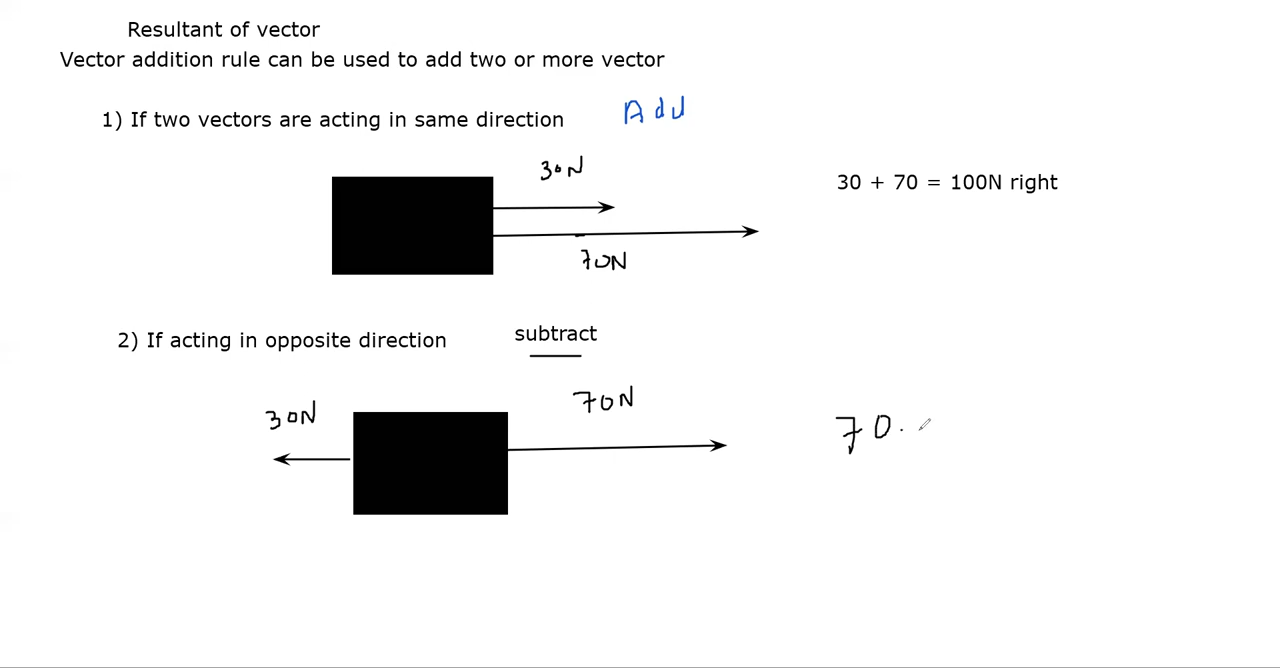 Resultant of vector
Vector addition rule can be used to add two or more vector
1) If two vectors are acting in same direction Add
30N
30 + 70 = 100N right
70N
2) If acting in opposite direction subtract
30N 70N
70.